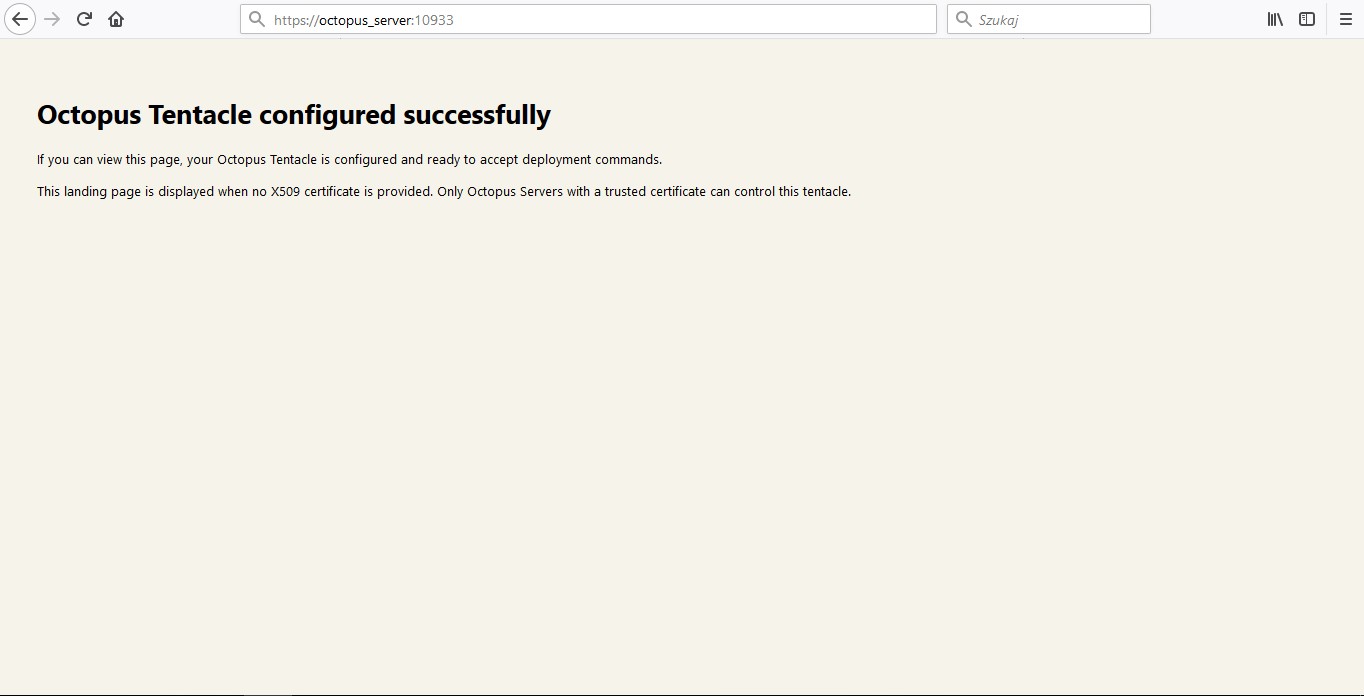 https://octopus_server:10933
Szukaj
Octopus Tentacle configured successfully
If you can view this page, your Octopus Tentacle is configured and ready to accept deployment commands.
This landing page is displayed when no X509 certificate is provided. Only Octopus Servers with a trusted certificate can control this tentacle.